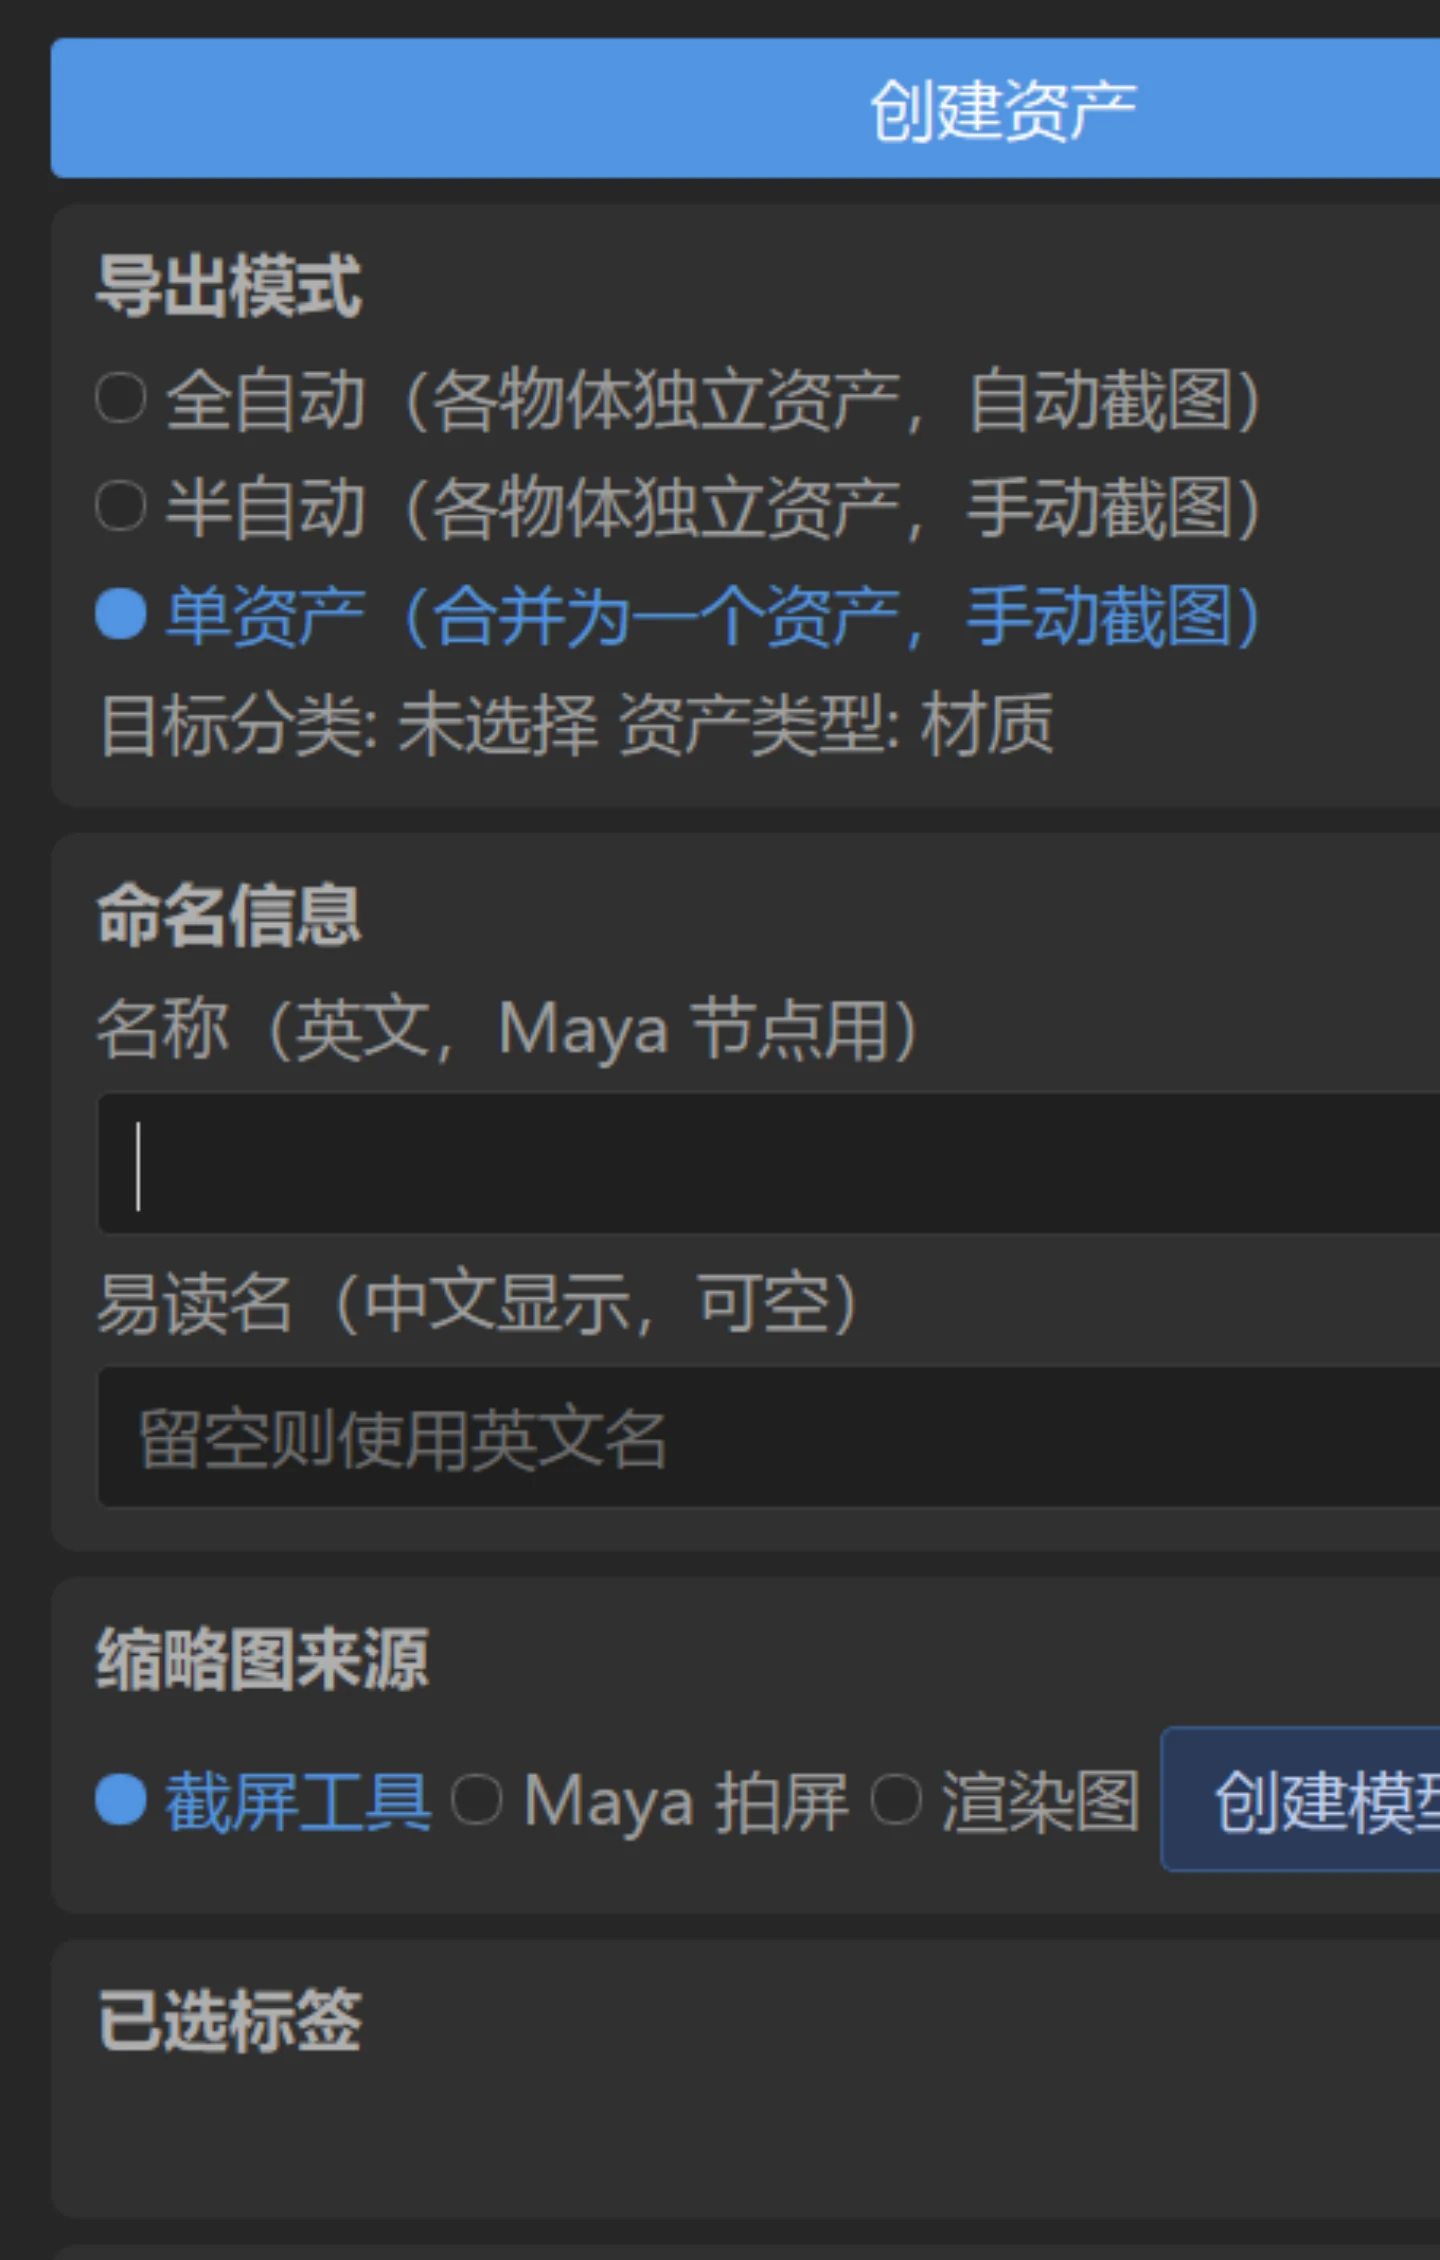 创建资产
导出模式
全自动（各物体独立资产，自动截图）
半自动（各物体独立资产，手动截图）
单资产（合并为一个资产，手动截图）
目标分类: 未选择 资产类型: 材质
命名信息
名称（英文，Maya 节点用）
易读名（中文显示，可空）
留空则使用英文名
缩略图来源
截屏工具 Maya 拍屏 渲染图 创建模型
已选标签